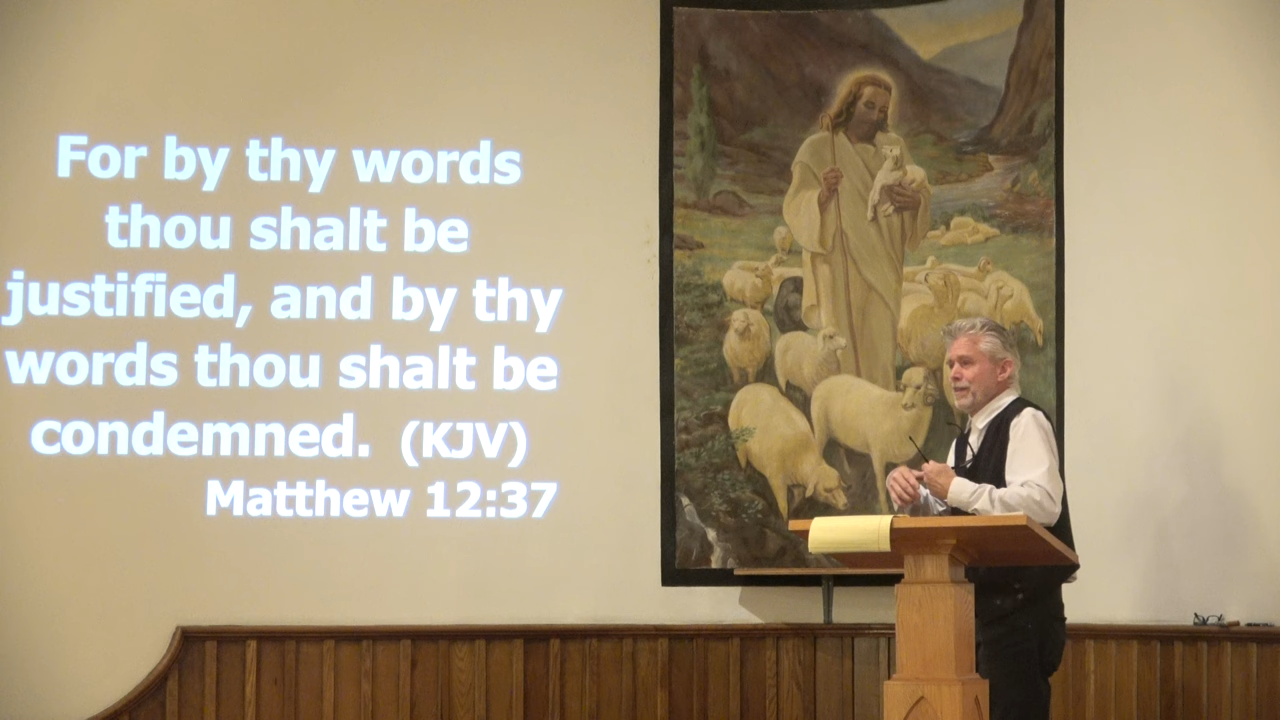 For by thy words
thou shalt be
justified, and by thy
words thou shalt be
condemned. (KJV)
Matthew 12:37